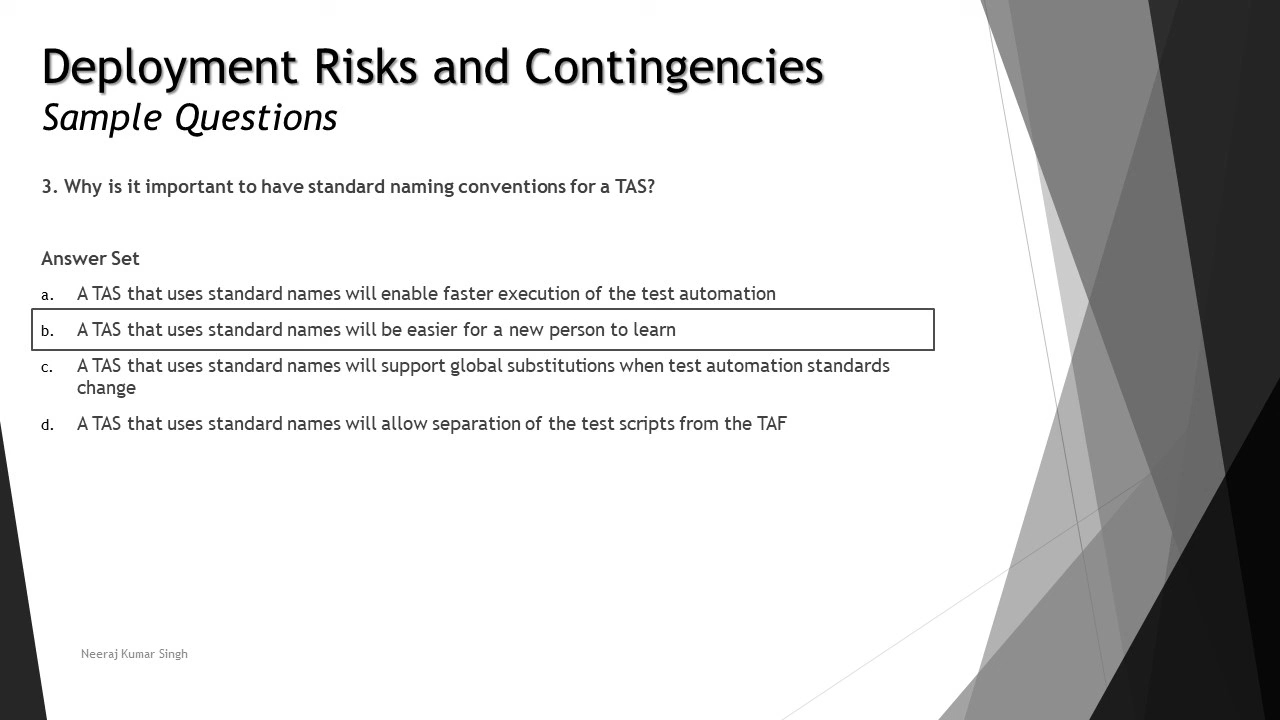 Deployment Risks and Contingencies
Sample Questions
3. Why is it important to have standard naming conventions for a TAS?
Answer Set
a. A TAS that uses standard names will enable faster execution of the test automation
b. A TAS that uses standard names will be easier for a new person to learn
c. A TAS that uses standard names will support global substitutions when test automation standards
change
d. A TAS that uses standard names will allow separation of the test scripts from the TAF
Neeraj Kumar Singh